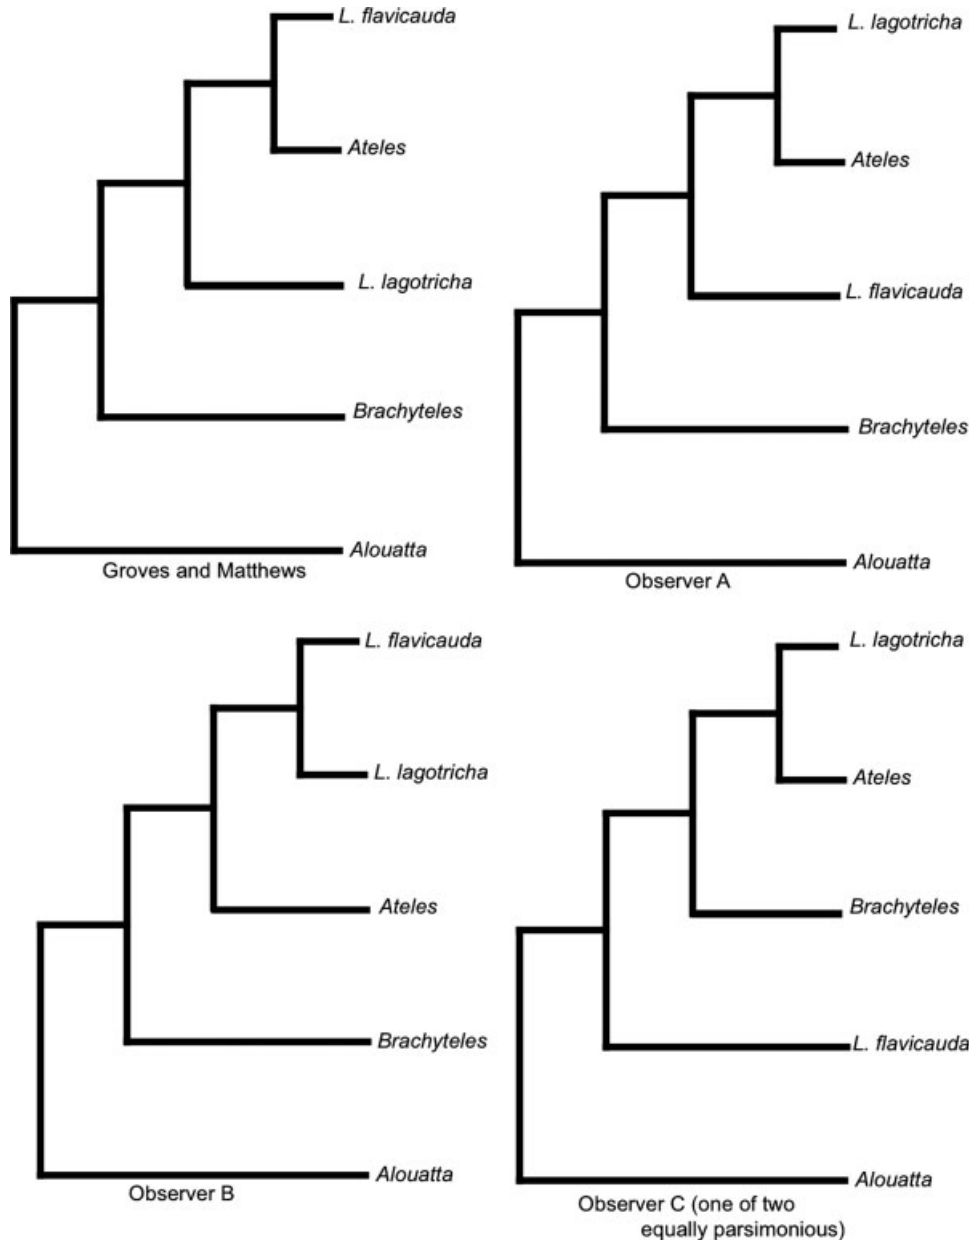 L. flavicauda
Ateles
L. lagotricha
Brachyteles
Alouatta
Groves and Matthews
L. lagotricha
Ateles
L. flavicauda
Brachyteles
Alouatta
Observer A
L. flavicauda
L. lagotricha
Ateles
Brachyteles
Alouatta
Observer B
L. lagotricha
Ateles
Brachyteles
L. flavicauda
Alouatta
Observer C (one of two
equally parsimonious)